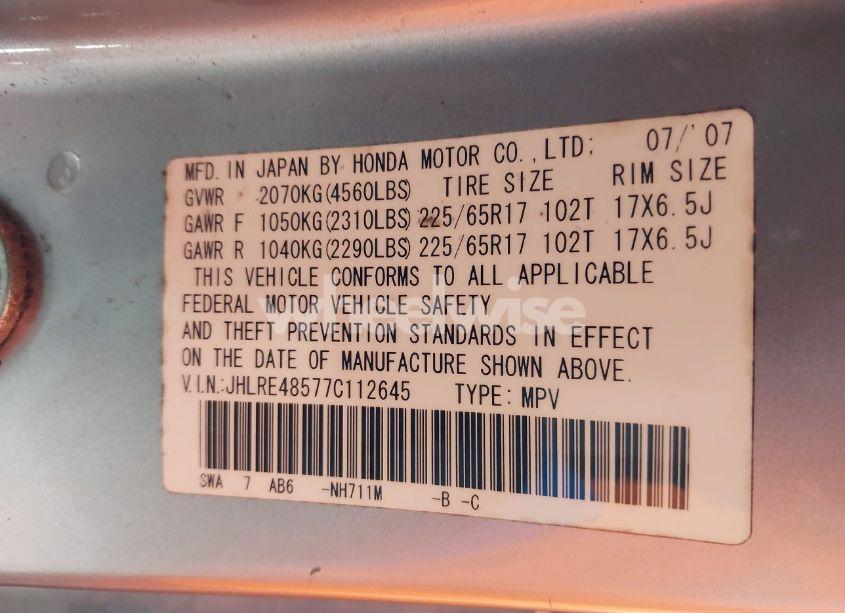 MFD. IN JAPAN BY HONDA MOTOR CO., LTD; 07/'07
GVWR 2070KG(4560LBS) TIRE SIZE RIM SIZE
GAWR F 1050KG(2310LBS) 225/65R17 102T 17X6.5J
GAWR R 1040KG(2290LBS) 225/65R17 102T 17X6.5J
THIS VEHICLE CONFORMS TO ALL APPLICABLE
FEDERAL MOTOR VEHICLE SAFETY
AND THEFT PREVENTION STANDARDS IN EFFECT
ON THE DATE OF MANUFACTURE SHOWN ABOVE.
V.I.N.:JHLRE48577C112645 TYPE: MPV
SWA 7 AB6 -NH711M -B -C
wheelwise